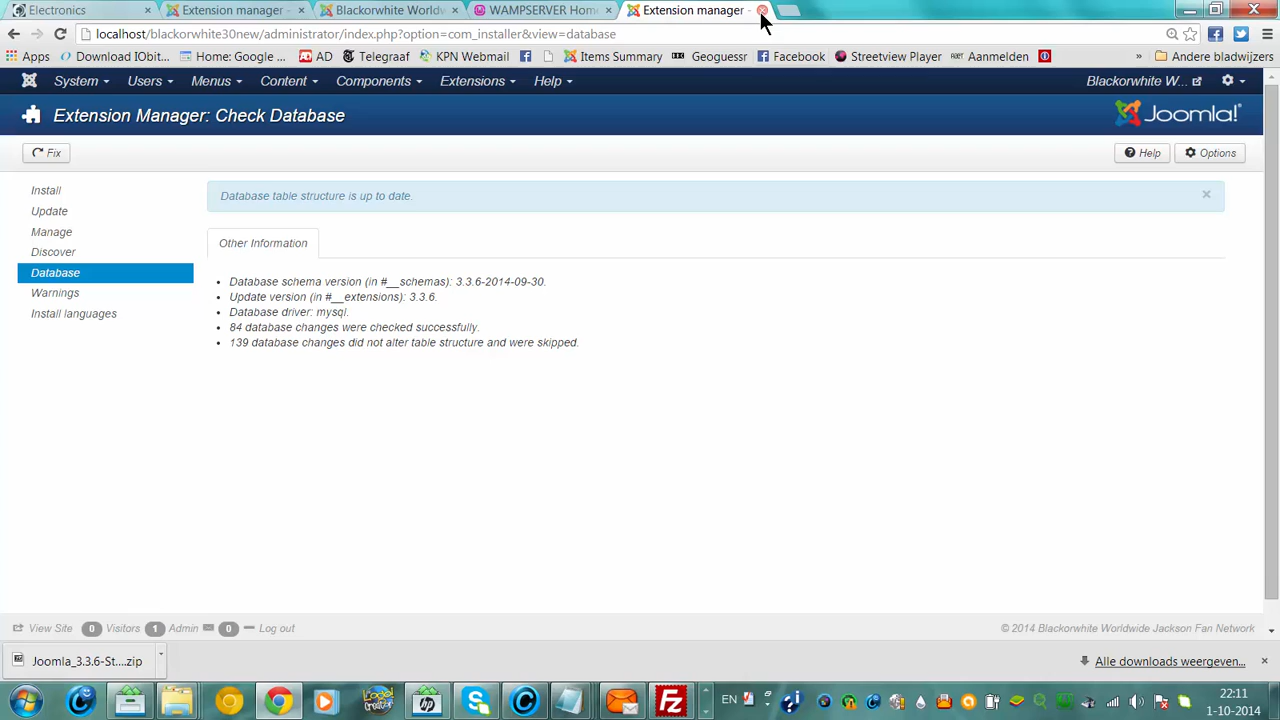 Electronics
Extension manager -
Blackorwhite Worldw
WAMPSERVER Home
Extension manager -
localhost/blackorwhite30new/administrator/index.php?option=com_installer&view=database
Apps
Download IObit...
Home: Google...
AD
Telegraaf
KPN Webmail
Items Summary
Geoguessr
Facebook
Streetview Player
Aanmelden
»
Andere bladwijzers
System
Users
Menus
Content
Components
Extensions
Help
Blackorwhite W...
Extension Manager: Check Database
Joomla!
Fix
Help
Options
Install
Update
Manage
Discover
Database
Warnings
Install languages
Database table structure is up to date.
Other Information
Database schema version (in #__schemas): 3.3.6-2014-09-30.
Update version (in #__extensions): 3.3.6.
Database driver: mysql.
84 database changes were checked successfully.
139 database changes did not alter table structure and were skipped.
View Site
0 Visitors
1 Admin
0
Log out
© 2014 Blackorwhite Worldwide Jackson Fan Network
Joomla_3.3.6-St....zip
Alle downloads weergeven...
EN
22:11
1-10-2014